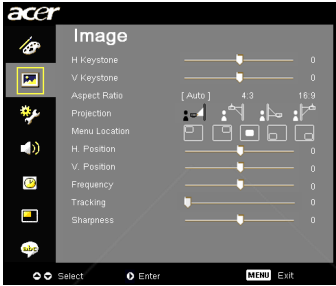 acer
Image
H Keystone 0
V Keystone 0
Aspect Ratio [ Auto ] 4:3 16:9
Projection
Menu Location
H. Position 0
V. Position 0
Frequency 0
Tracking 0
Sharpness 0
abc
Select Enter MENU Exit